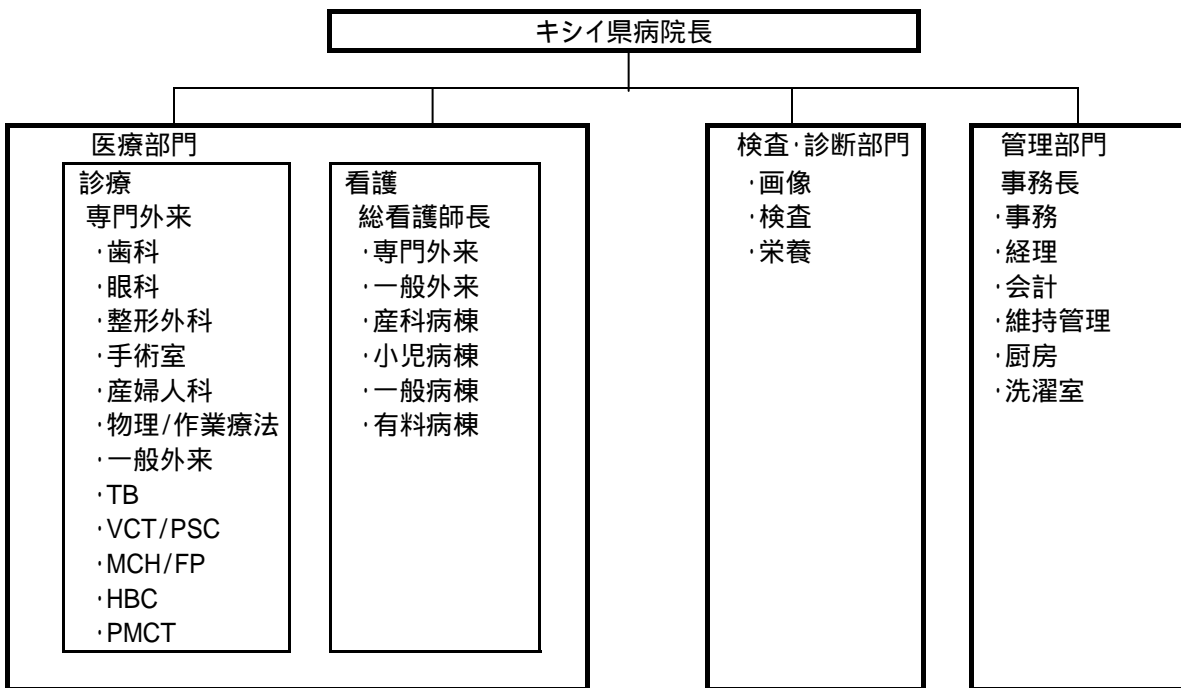 キシイ県病院長
医療部門
診療
専門外来
・歯科
・眼科
・整形外科
・手術室
・産婦人科
・物理/作業療法
・一般外来
・TB
・VCT/PSC
・MCH/FP
・HBC
・PMCT
看護
総看護師長
・専門外来
・一般外来
・産科病棟
・小児病棟
・一般病棟
・有料病棟
検査・診断部門
・画像
・検査
・栄養
管理部門
事務長
・事務
・経理
・会計
・維持管理
・厨房
・洗濯室